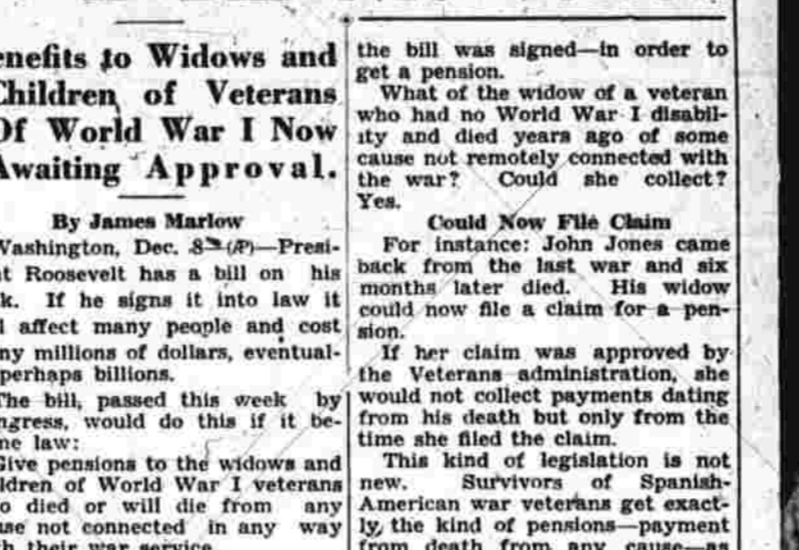 enefits to Widows and
Children of Veterans
Of World War I Now
Awaiting Approval.
By James Marlow
Washington, Dec. 8—(AP)—Presi-
nt Roosevelt has a bill on his
k. If he signs it into law it
l affect many people and cost
ny millions of dollars, eventual-
perhaps billions.
The bill, passed this week by
ngress, would do this if it be-
me law:
Give pensions to the widows and
ldren of World War I veterans
o died or will die from any
use not connected in any way
h their war service.
the bill was signed—in order to
get a pension.
What of the widow of a veteran
who had no World War I disabil-
ity and died years ago of some
cause not remotely connected with
the war? Could she collect?
Yes.
Could Now File Claim
For instance: John Jones came
back from the last war and six
months later died. His widow
could now file a claim for a pen-
sion.
If her claim was approved by
the Veterans administration, she
would not collect payments dating
from his death but only from the
time she filed the claim.
This kind of legislation is not
new. Survivors of Spanish-
American war veterans get exact-
ly the kind of pensions—payment
from death from any cause—as